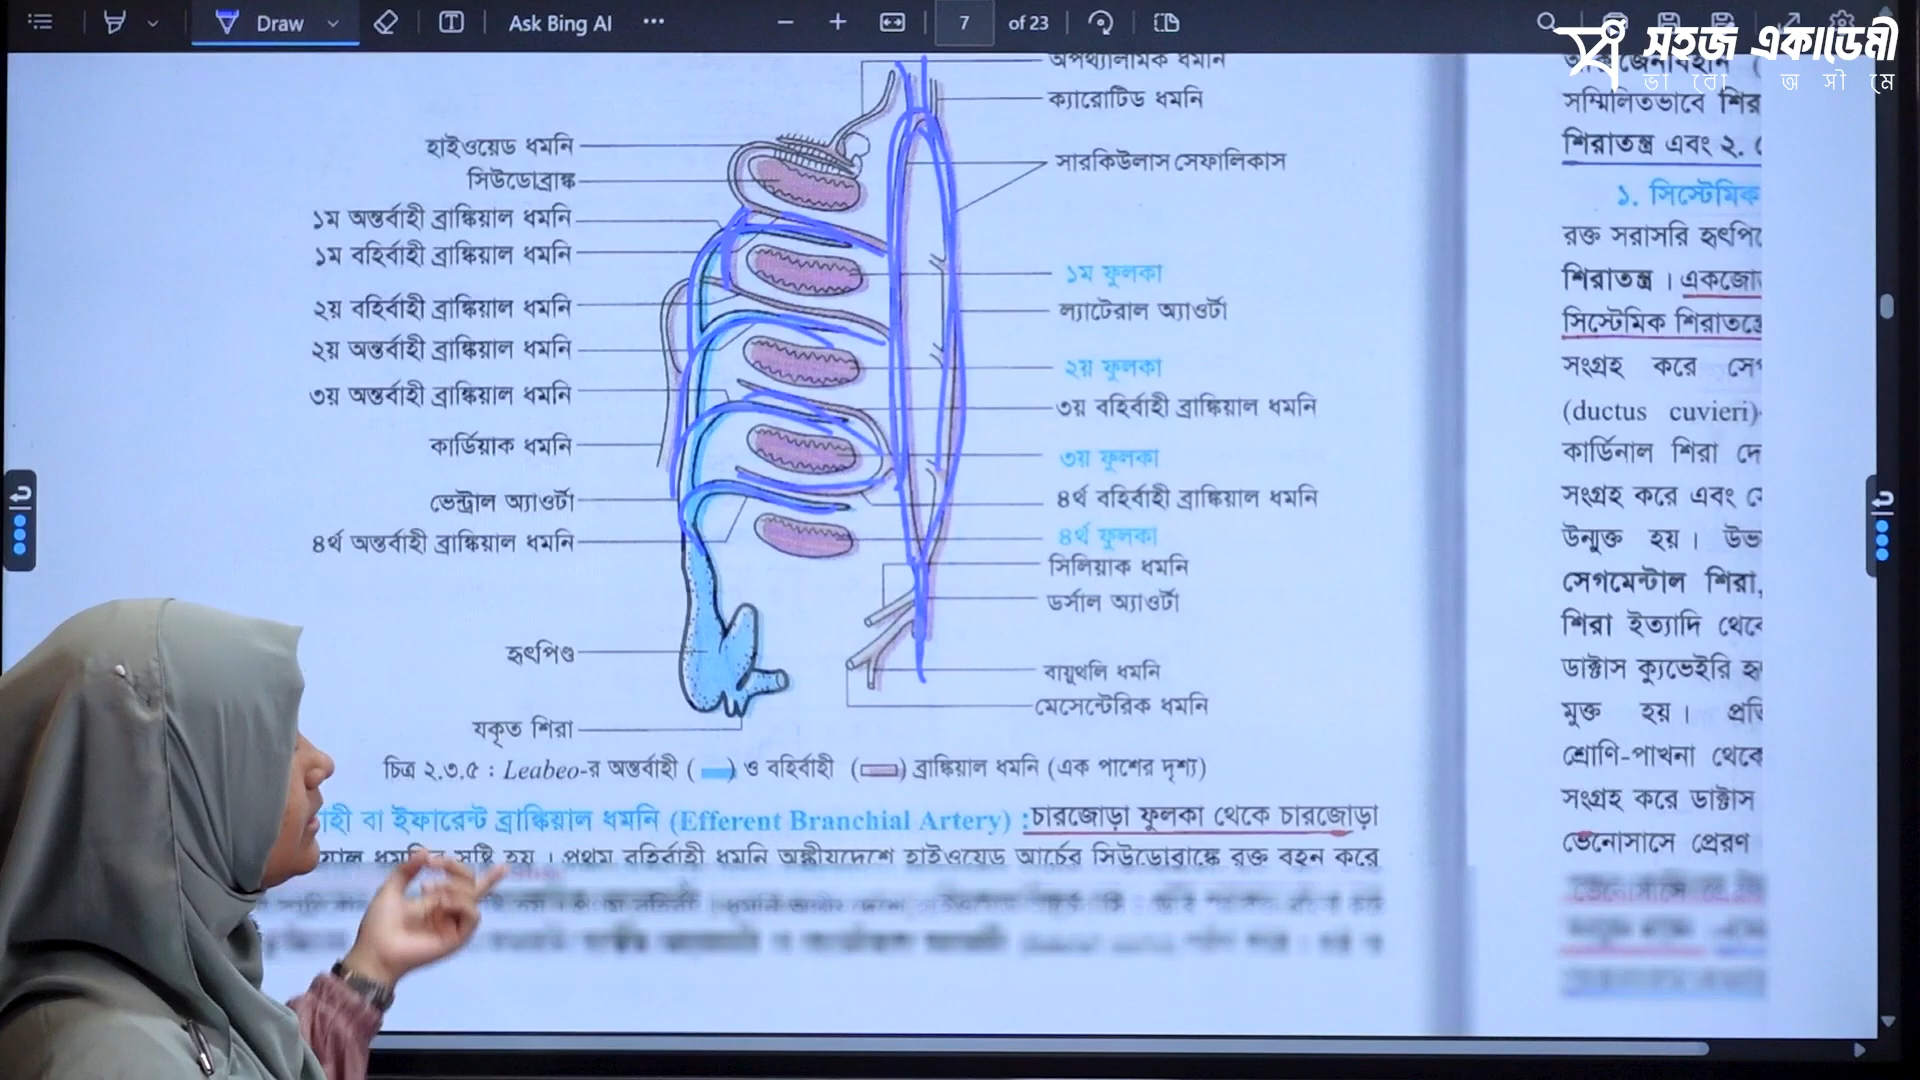 Draw
Ask Bing AI
7 of 23
সহজ একাডেমী
ভাবো অসীমে
অপথ্যালমিক ধমনি
ক্যারোটিড ধমনি
হাইওয়েড ধমনি
সিউডোব্রাঙ্ক
সারকিউলাস সেফালিকাস
১ম অন্তর্বাহী ব্রাঙ্কিয়াল ধমনি
১ম বহির্বাহী ব্রাঙ্কিয়াল ধমনি
১ম ফুলকা
২য় বহির্বাহী ব্রাঙ্কিয়াল ধমনি
ল্যাটেরাল অ্যাওর্টা
২য় অন্তর্বাহী ব্রাঙ্কিয়াল ধমনি
২য় ফুলকা
৩য় অন্তর্বাহী ব্রাঙ্কিয়াল ধমনি
৩য় বহির্বাহী ব্রাঙ্কিয়াল ধমনি
কার্ডিয়াক ধমনি
৩য় ফুলকা
ভেন্ট্রাল অ্যাওর্টা
৪র্থ বহির্বাহী ব্রাঙ্কিয়াল ধমনি
৪র্থ অন্তর্বাহী ব্রাঙ্কিয়াল ধমনি
৪র্থ ফুলকা
সিলিয়াক ধমনি
ডর্সাল অ্যাওর্টা
হৃৎপিণ্ড
বায়ুথলি ধমনি
মেসেন্টেরিক ধমনি
যকৃত শিরা
চিত্র ২.৩.৫ : Leabeo-র অন্তর্বাহী ( ) ও বহির্বাহী ( ) ব্রাঙ্কিয়াল ধমনি (এক পাশের দৃশ্য)
বা ইফারেন্ট ব্রাঙ্কিয়াল ধমনি (Efferent Branchial Artery) : চারজোড়া ফুলকা থেকে চারজোড়া
সৃষ্টি হয়। প্রথম বহির্বাহী ধমনি অঙ্কীয়দেশে হাইওয়েড আর্চের সিউডোব্রাঙ্কে রক্ত বহন করে
সম্মিলিতভাবে শির
শিরাতন্ত্র এবং ২.
১. সিস্টেমিক
রক্ত সরাসরি হৃৎপি
শিরাতন্ত্র। একজো
সিস্টেমিক শিরাতন্ত্রে
সংগ্রহ করে সে
(ductus cuvieri)
কার্ডিনাল শিরা দে
সংগ্রহ করে এবং
উন্মুক্ত হয়। উভ
সেগমেন্টাল শিরা,
শিরা ইত্যাদি থেকে
ডাক্টাস ক্যুভেইরি হৃ
মুক্ত হয়। প্রতি
শ্রোণি-পাখনা থেকে
সংগ্রহ করে ডাক্টাস
ভেনোসাসে প্রেরণ